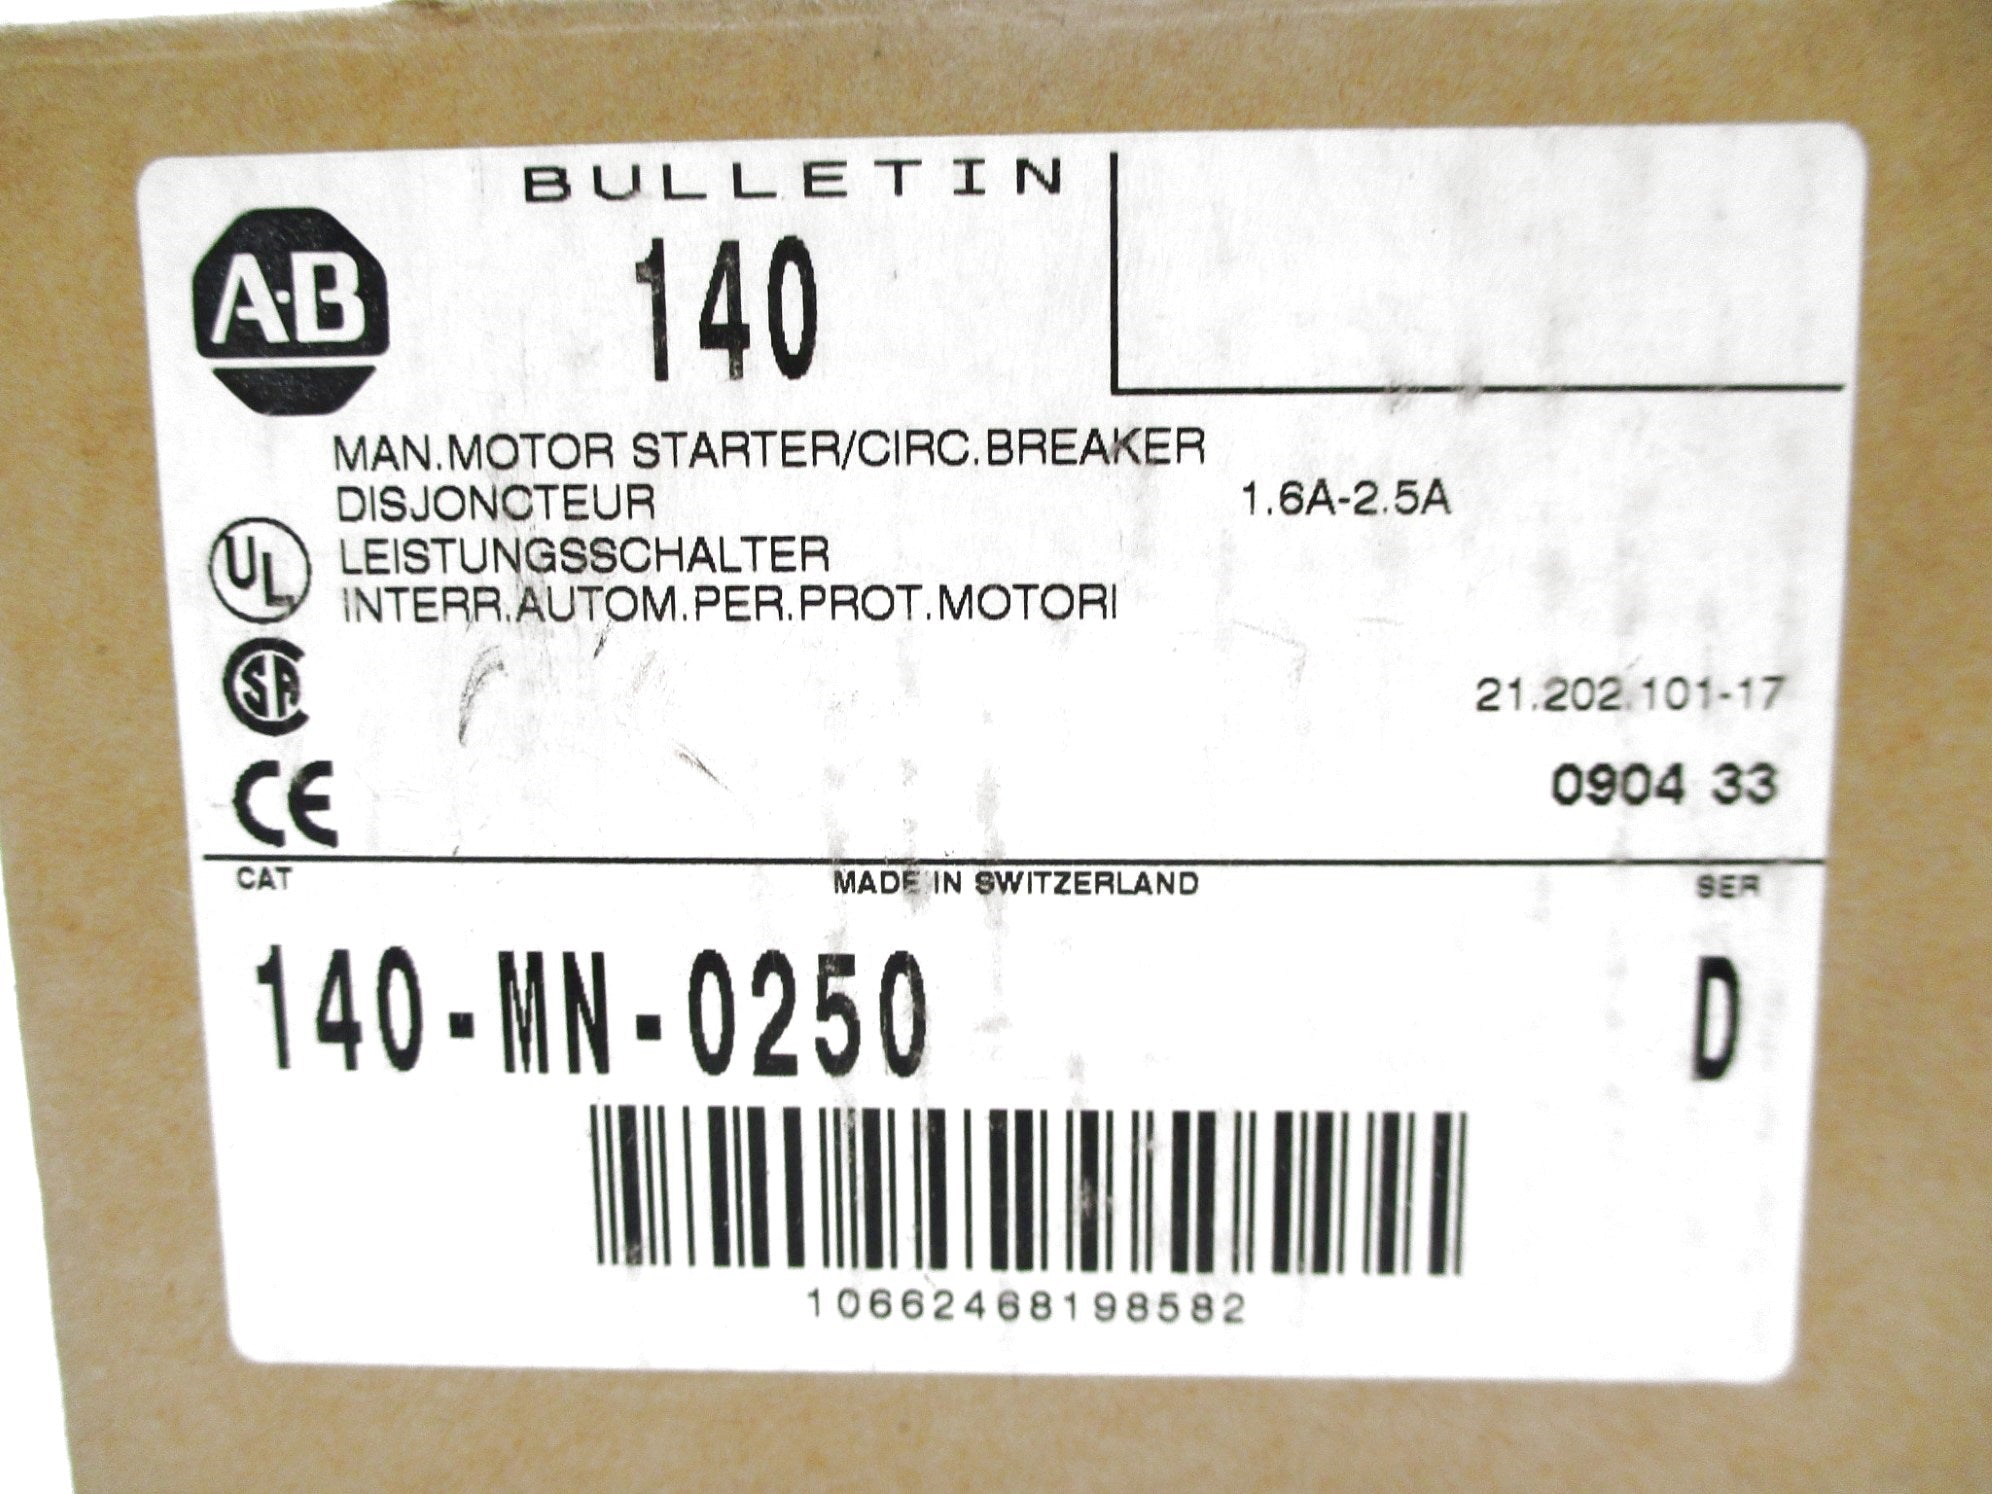 BULLETIN
A-B
140
MAN.MOTOR STARTER/CIRC.BREAKER
DISJONCTEUR
1.6A-2.5A
LEISTUNGSSCHALTER
UL
INTERR.AUTOM.PER.PROT.MOTORI
SA
21.202.101-17
0904 33
CE
CAT
MADE IN SWITZERLAND
SER
140-MN-0250
D
10662468198582